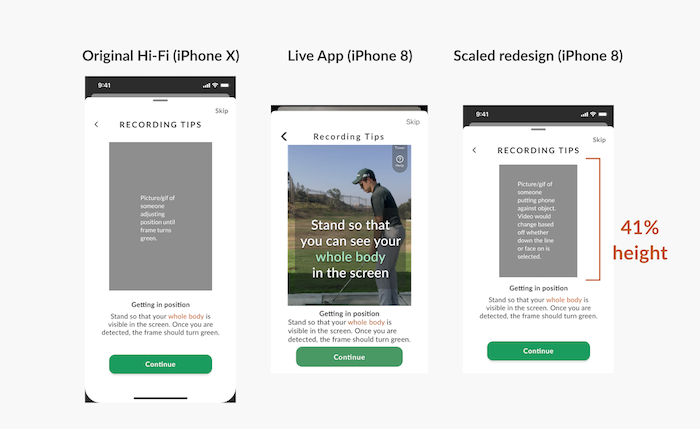 Original Hi-Fi (iPhone X)
Live App (iPhone 8)
Scaled redesign (iPhone 8)
9:41
Skip
RECORDING TIPS
Picture/gif of
someone
adjusting
position until
frame turns
green.
Getting in position
Stand so that your whole body is
visible in the screen. Once you are
detected, the frame should turn green.
Continue
Skip
Recording Tips
Timer
Help
Stand so that
you can see your
whole body
in the screen
Getting in position
Stand so that your whole body is
visible in the screen. Once you are
detected, the frame should turn green.
Continue
9:41
Skip
RECORDING TIPS
Picture/gif of
someone
putting phone
against object.
Video would
change based
off whether
down the line
or face on is
selected.
41%
height
Getting in position
Stand so that your whole body is
visible in the screen. Once you are
detected, the frame should turn green.
Continue